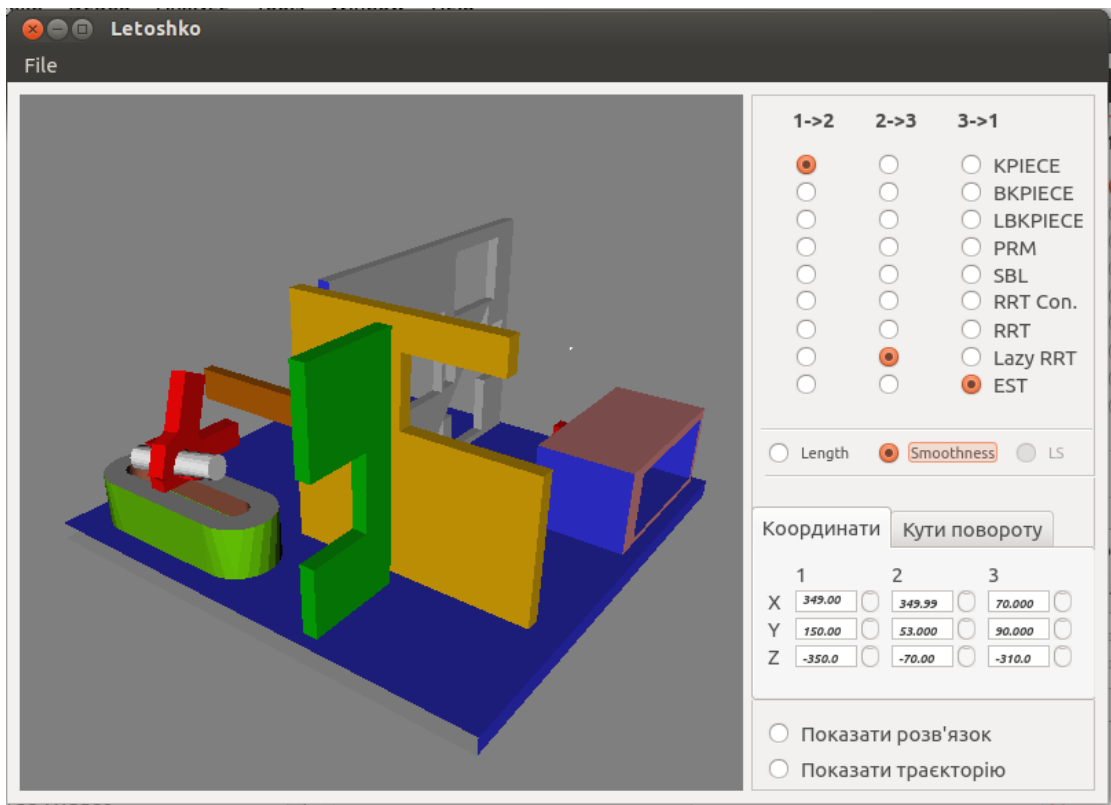 Letoshko
File
1->2 2->3 3->1
KPIECE
BKPIECE
LBKPIECE
PRM
SBL
RRT Con.
RRT
Lazy RRT
EST
Length Smoothness LS
Координати Кути повороту
1 2 3
X 349.00 349.99 70.000
Y 150.00 53.000 90.000
Z -350.0 -70.00 -310.0
Показати розв'язок
Показати траєкторію